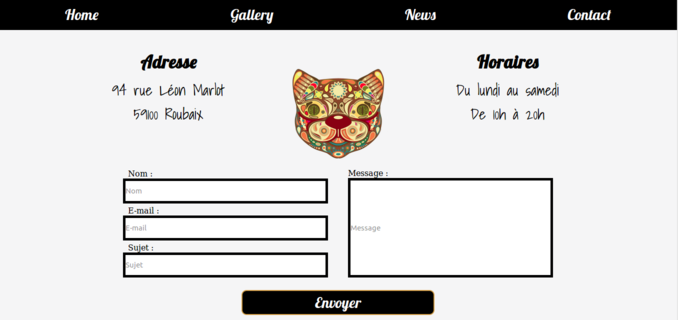 Home Gallery News Contact
Adresse
94 rue Léon Marlot
59100 Roubaix
Horaires
Du lundi au samedi
De 10h à 20h
Nom :
Nom
E-mail :
E-mail
Sujet :
Sujet
Message :
Message
Envoyer